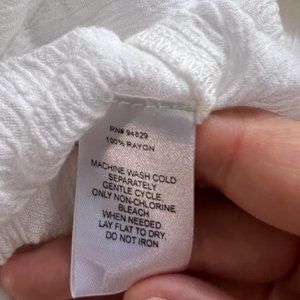 RN# 94829
100% RAYON
MACHINE WASH COLD
SEPARATELY
GENTLE CYCLE,
ONLY NON-CHLORINE
BLEACH
WHEN NEEDED
LAY FLAT TO DRY.
DO NOT IRON